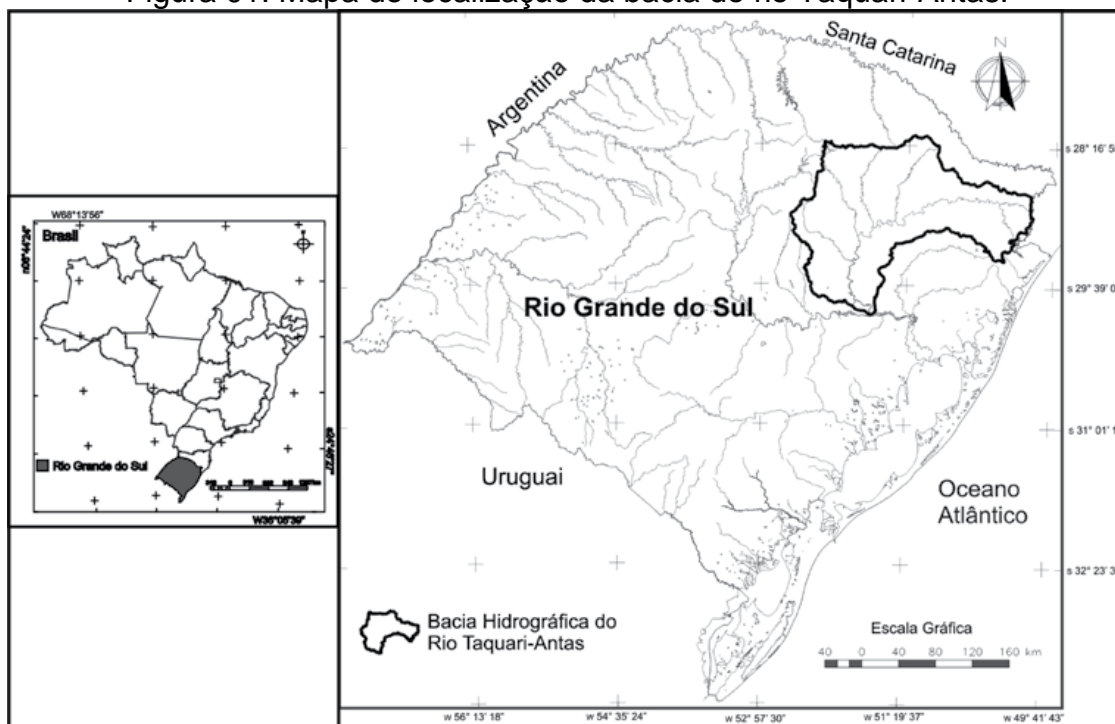 Figura 01: Mapa de localização da bacia do rio Taquari-Antas.
Santa Catarina
N
Argentina
s 28° 16' 5
W68°13'56"
Brasil
Rio Grande do Sul
s 29° 39' 0
s 31° 01' 1
Rio Grande do Sul
Uruguai
Oceano
Atlântico
W36°05'39"
s 32° 23' 3
Bacia Hidrográfica do
Rio Taquari-Antas
Escala Gráfica
40 0 40 80 120 160 km
w 56° 13' 18"
w 54° 35' 24"
w 52° 57' 30"
w 51° 19' 37"
w 49° 41' 43"